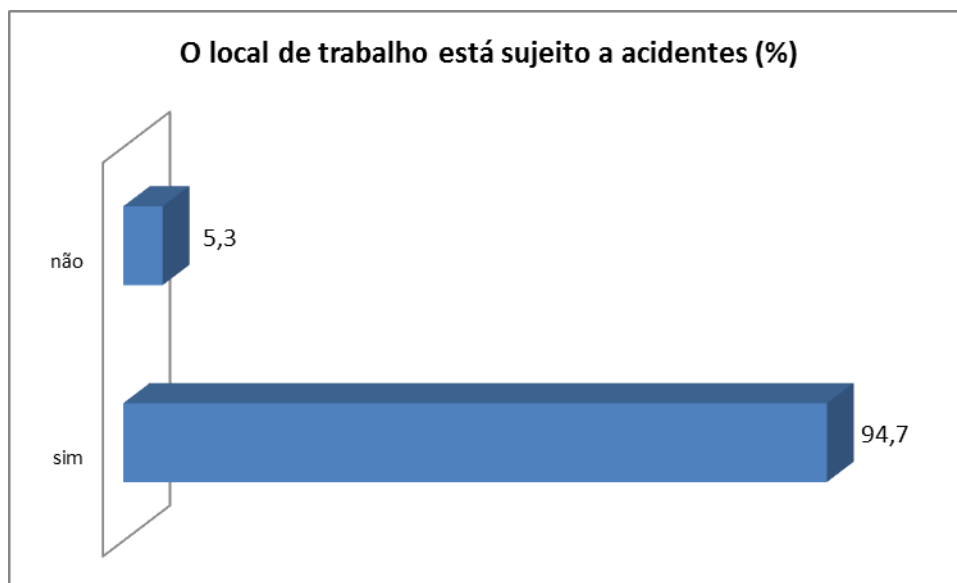 O local de trabalho está sujeito a acidentes (%)
não
5,3
sim
94,7